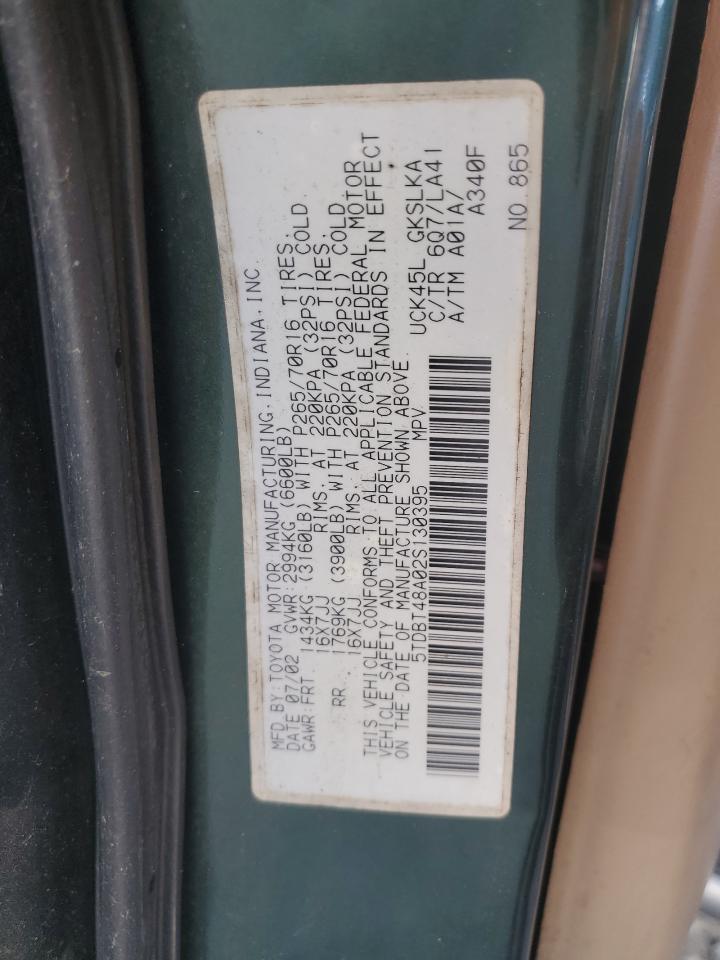 MFD.BY:TOYOTA MOTOR MANUFACTURING,INDIANA,INC.
DATE 07/02 GVWR:2994KG (6600LB)
GAWR:FRT. 1434KG (3160LB) WITH P265/70R16 TIRES.
16X7JJ RIMS. AT 220KPA (32PSI) COLD.
RR. 1769KG (3900LB) WITH P265/70R16 TIRES.
16X7JJ RIMS. AT 220KPA (32PSI) COLD.
THIS VEHICLE CONFORMS TO ALL APPLICABLE FEDERAL MOTOR
VEHICLE SAFETY AND THEFT PREVENTION STANDARDS IN EFFECT
ON THE DATE OF MANUFACTURE SHOWN ABOVE.
5TDBT48A02S130395 MPV
UCK45L GKSLKA
C/TR 6Q77/LA41
A/TM A01A/
A340F
NO 865